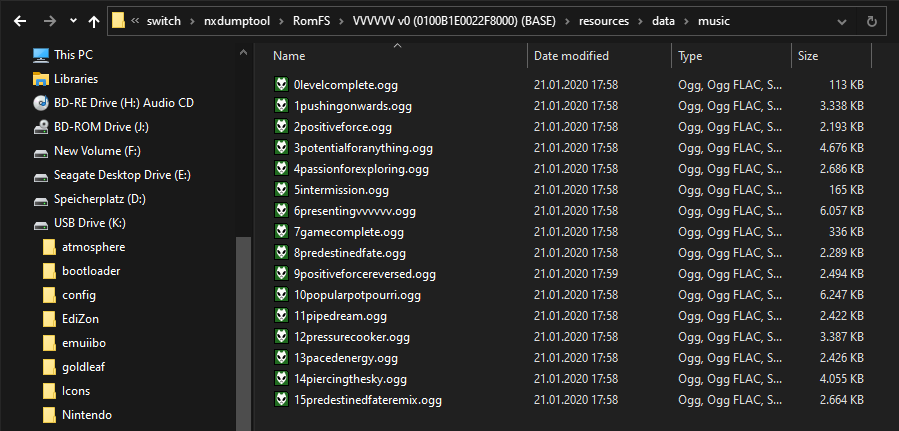 switch > nxdumptool > RomFS > VVVVVV v0 (0100B1E0022F8000) (BASE) > resources > data > music
This PC
Libraries
BD-RE Drive (H:) Audio CD
BD-ROM Drive (J:)
New Volume (F:)
Seagate Desktop Drive (E:)
Speicherplatz (D:)
USB Drive (K:)
atmosphere
bootloader
config
EdiZon
emuiibo
goldleaf
Icons
Nintendo
Name Date modified Type Size
0levelcomplete.ogg 21.01.2020 17:58 Ogg, Ogg FLAC, S... 113 KB
1pushingonwards.ogg 21.01.2020 17:58 Ogg, Ogg FLAC, S... 3.338 KB
2positiveforce.ogg 21.01.2020 17:58 Ogg, Ogg FLAC, S... 2.193 KB
3potentialforanything.ogg 21.01.2020 17:58 Ogg, Ogg FLAC, S... 4.676 KB
4passionforexploring.ogg 21.01.2020 17:58 Ogg, Ogg FLAC, S... 2.686 KB
5intermission.ogg 21.01.2020 17:58 Ogg, Ogg FLAC, S... 165 KB
6presentingvvvvvv.ogg 21.01.2020 17:58 Ogg, Ogg FLAC, S... 6.057 KB
7gamecomplete.ogg 21.01.2020 17:58 Ogg, Ogg FLAC, S... 336 KB
8predestinedfate.ogg 21.01.2020 17:58 Ogg, Ogg FLAC, S... 2.289 KB
9positiveforcereversed.ogg 21.01.2020 17:59 Ogg, Ogg FLAC, S... 2.494 KB
10popularpotpourri.ogg 21.01.2020 17:58 Ogg, Ogg FLAC, S... 6.247 KB
11pipedream.ogg 21.01.2020 17:58 Ogg, Ogg FLAC, S... 2.422 KB
12pressurecooker.ogg 21.01.2020 17:58 Ogg, Ogg FLAC, S... 3.387 KB
13pacedenergy.ogg 21.01.2020 17:58 Ogg, Ogg FLAC, S... 2.426 KB
14piercingthesky.ogg 21.01.2020 17:58 Ogg, Ogg FLAC, S... 4.055 KB
15predestinedfateremix.ogg 21.01.2020 17:58 Ogg, Ogg FLAC, S... 2.664 KB